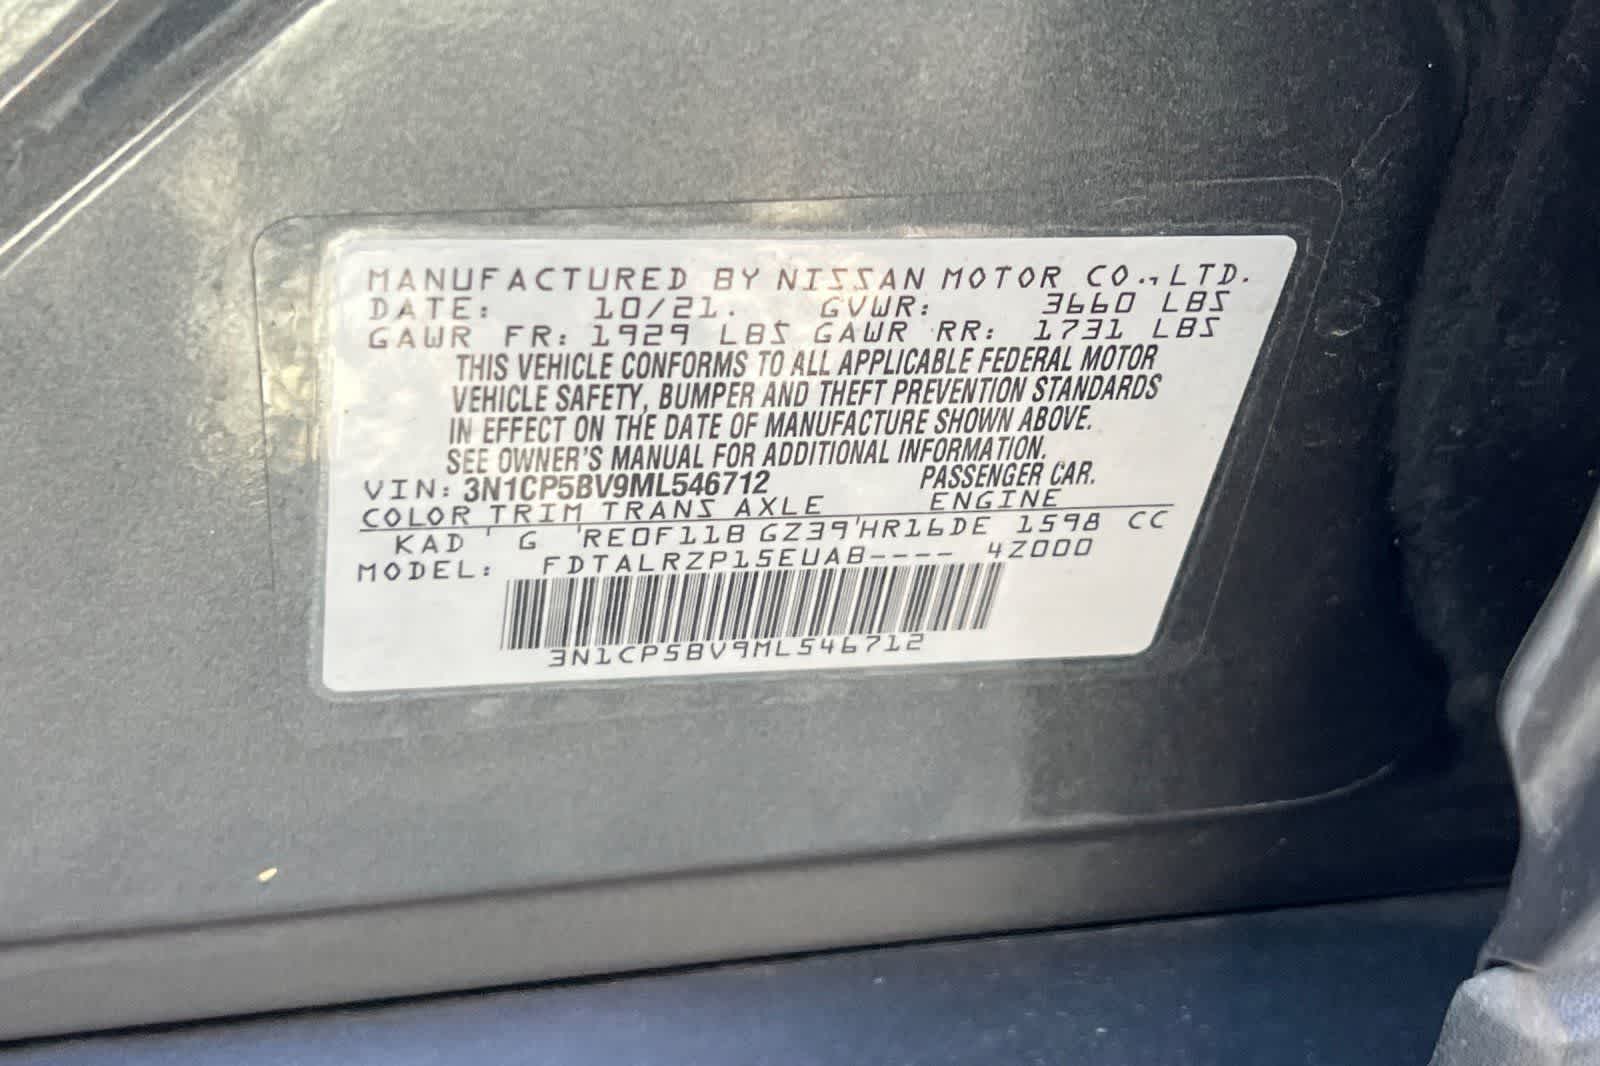 MANUFACTURED BY NISSAN MOTOR CO., LTD.
DATE: 10/21. GVWR: 3660 LBS
GAWR FR: 1929 LBS GAWR RR: 1731 LBS
THIS VEHICLE CONFORMS TO ALL APPLICABLE FEDERAL MOTOR
VEHICLE SAFETY, BUMPER AND THEFT PREVENTION STANDARDS
IN EFFECT ON THE DATE OF MANUFACTURE SHOWN ABOVE.
SEE OWNER'S MANUAL FOR ADDITIONAL INFORMATION.
VIN: 3N1CP5BV9ML546712 PASSENGER CAR.
COLOR TRIM TRANS AXLE ENGINE
KAD G RE0F11B GZ39 HR16DE 1598 CC
MODEL: FDTALRZP15EUAB---- 4Z000
3N1CP5BV9ML546712